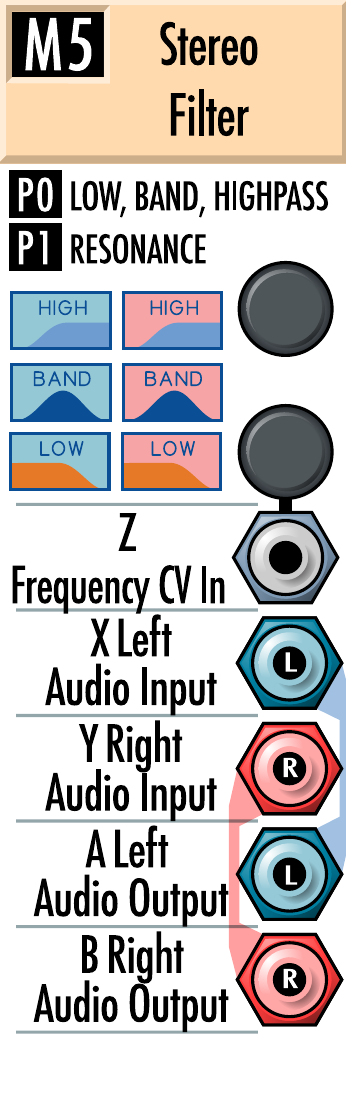 M5 Stereo
Filter
P0 LOW, BAND, HIGHPASS
P1 RESONANCE
HIGH HIGH
BAND BAND
LOW LOW
Z
Frequency CV In
X Left
Audio Input
L
Y Right
Audio Input
R
A Left
Audio Output
L
B Right
Audio Output
R